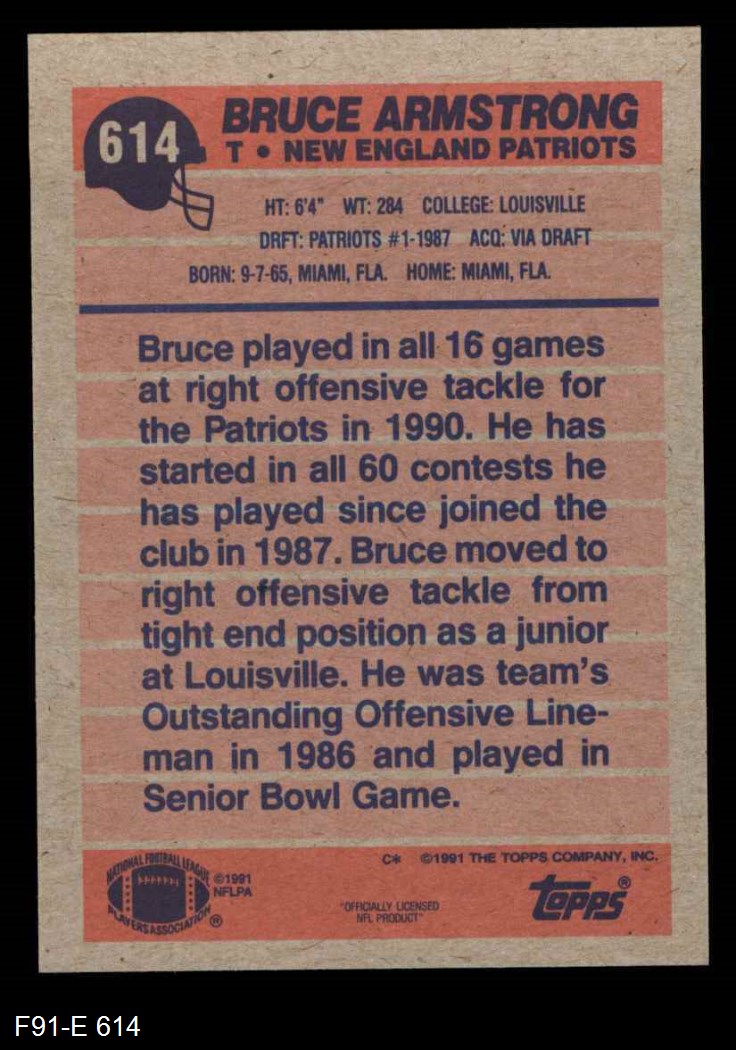 614
BRUCE ARMSTRONG
T • NEW ENGLAND PATRIOTS
HT: 6'4" WT: 284 COLLEGE: LOUISVILLE
DRFT: PATRIOTS #1-1987 ACQ: VIA DRAFT
BORN: 9-7-65, MIAMI, FLA. HOME: MIAMI, FLA.
Bruce played in all 16 games
at right offensive tackle for
the Patriots in 1990. He has
started in all 60 contests he
has played since joined the
club in 1987. Bruce moved to
right offensive tackle from
tight end position as a junior
at Louisville. He was team's
Outstanding Offensive Line-
man in 1986 and played in
Senior Bowl Game.
C* ©1991 THE TOPPS COMPANY, INC.
NATIONAL FOOTBALL LEAGUE
PLAYERS ASSOCIATION ®
©1991
NFLPA
"OFFICIALLY LICENSED
NFL PRODUCT"
topps®
F91-E 614